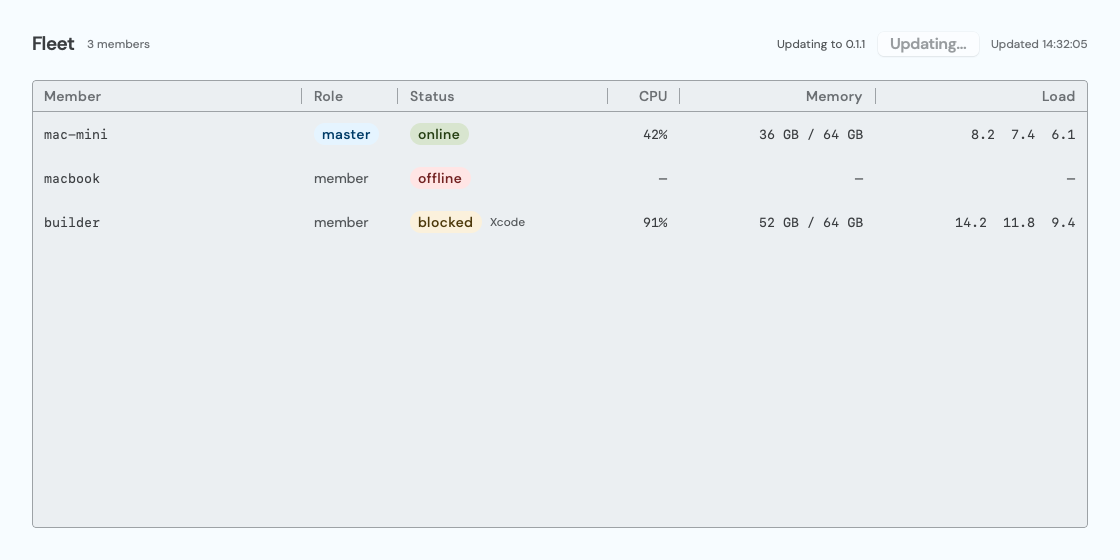 Fleet 3 members Updating to 0.1.1 Updating... Updated 14:32:05
Member Role Status CPU Memory Load
mac-mini master online 42% 36 GB / 64 GB 8.2 7.4 6.1
macbook member offline — — —
builder member blocked Xcode 91% 52 GB / 64 GB 14.2 11.8 9.4